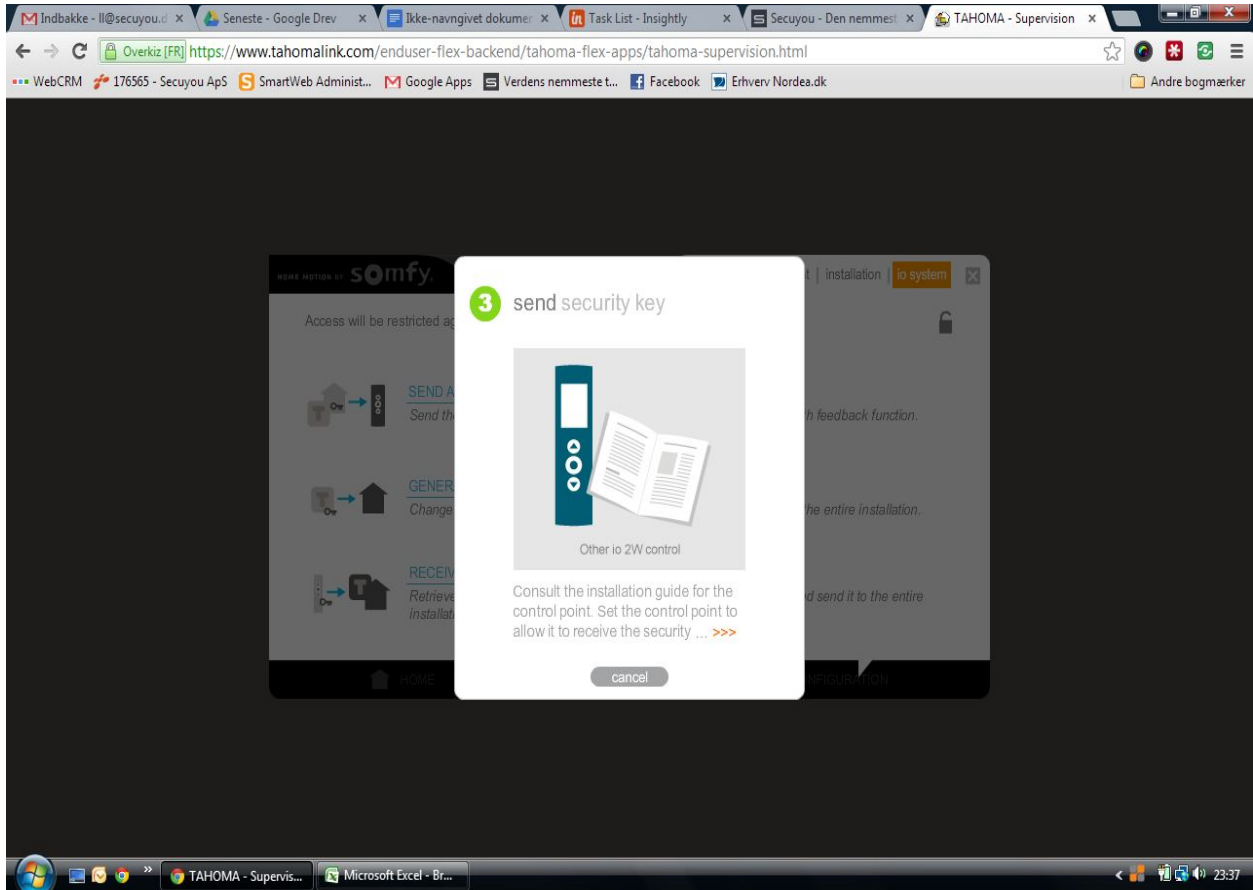 Indbakke - ll@secuyou.d
Seneste - Google Drev
Ikke-navngivet dokumer
Task List - Insightly
Secuyou - Den nemmest
TAHOMA - Supervision
Overkiz [FR] https://www.tahomalink.com/enduser-flex-backend/tahoma-flex-apps/tahoma-supervision.html
WebCRM
176565 - Secuyou ApS
SmartWeb Administ...
Google Apps
Verdens nemmeste t...
Facebook
Erhverv Nordea.dk
Andre bogmærker
HOME MOTION BY somfy.
t | installation | io system
Access will be restricted ag
3 send security key
SEND A
Send the
h feedback function.
GENER
Change
he entire installation.
Other io 2W control
RECEIV
Retrieve
installati
d send it to the entire
Consult the installation guide for the
control point. Set the control point to
allow it to receive the security ... >>>
cancel
HOME
NFIGURATION
TAHOMA - Supervis...
Microsoft Excel - Br...
23:37